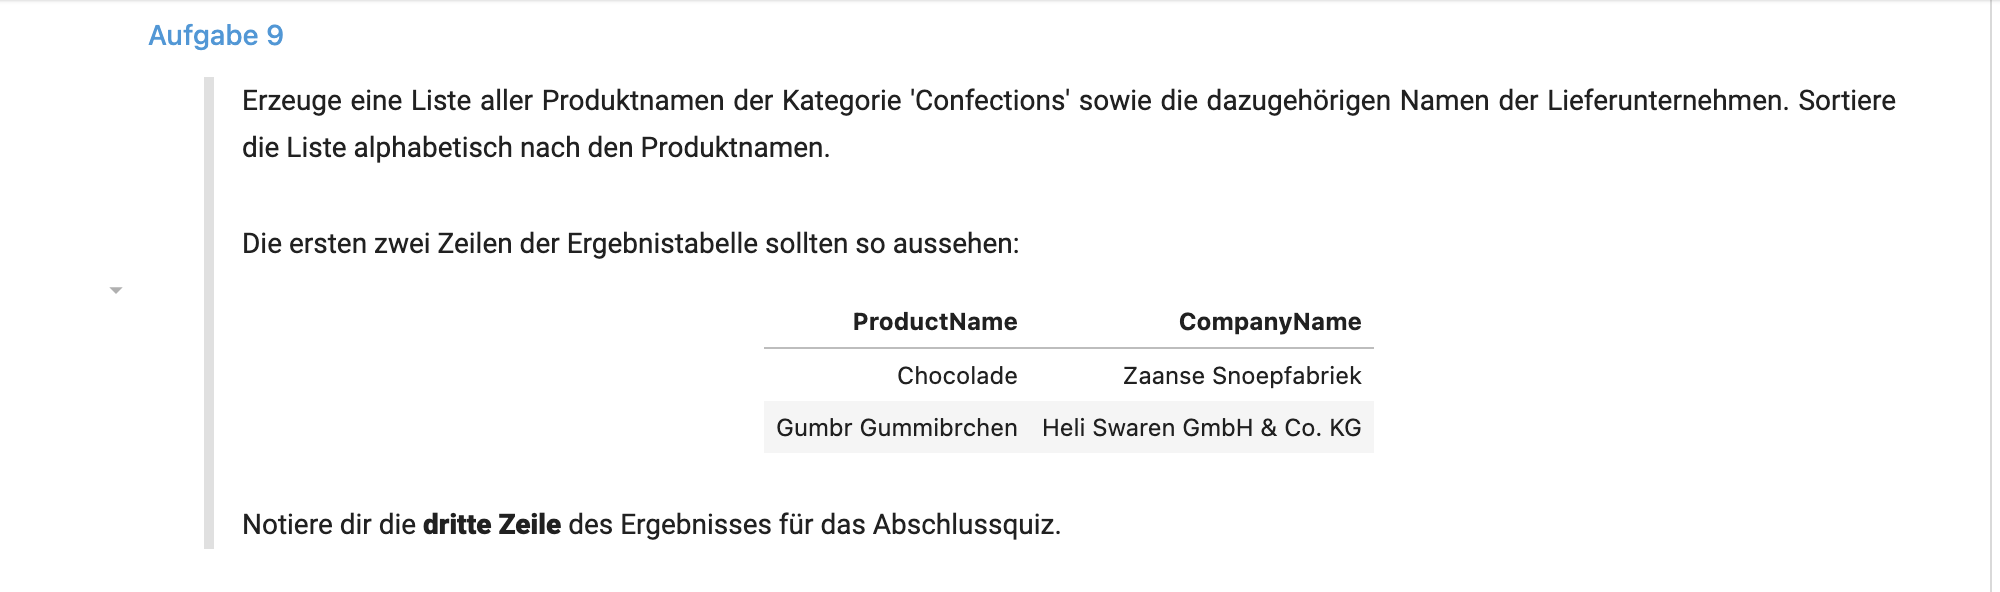 Aufgabe 9
Erzeuge eine Liste aller Produktnamen der Kategorie 'Confections' sowie die dazugehörigen Namen der Lieferunternehmen. Sortiere
die Liste alphabetisch nach den Produktnamen.
Die ersten zwei Zeilen der Ergebnistabelle sollten so aussehen:
ProductName CompanyName
Chocolade Zaanse Snoepfabriek
Gumbr Gummibrchen Heli Swaren GmbH & Co. KG
Notiere dir die dritte Zeile des Ergebnisses für das Abschlussquiz.